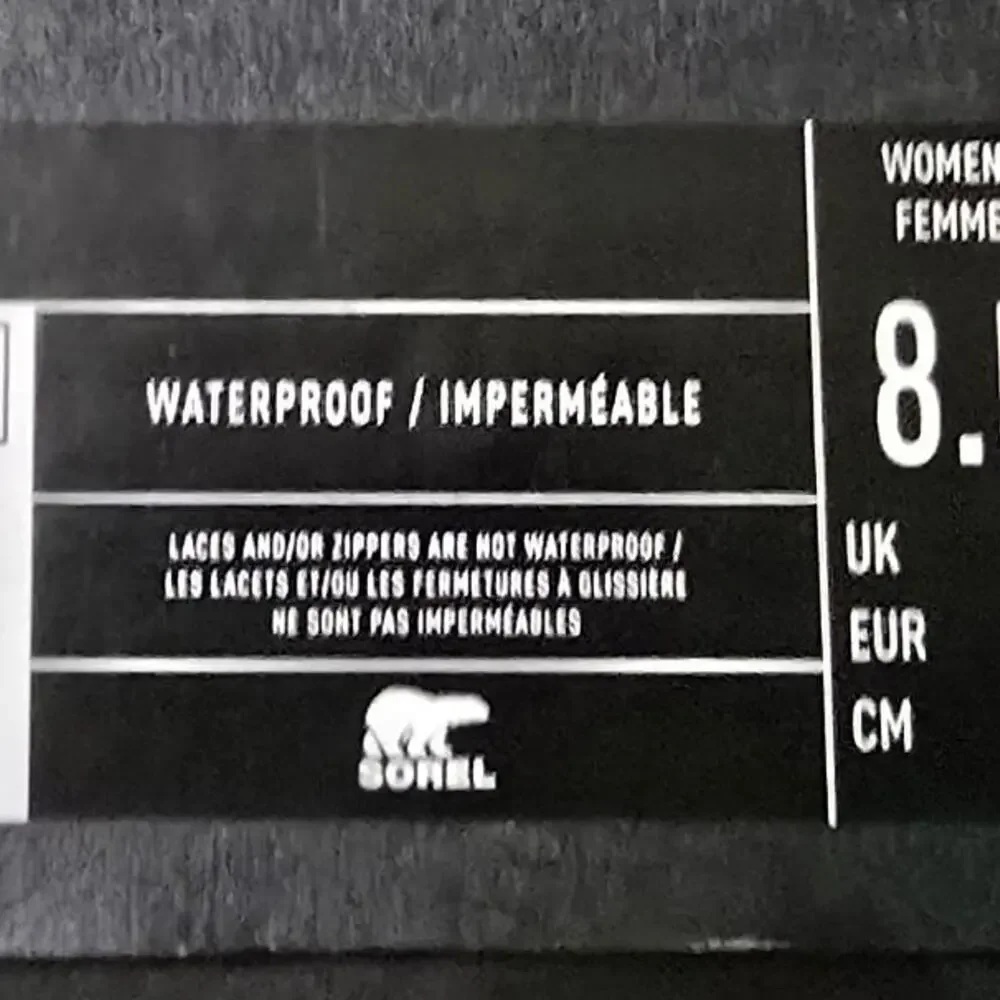 WATERPROOF / IMPERMÉABLE
LACES AND/OR ZIPPERS ARE NOT WATERPROOF /
LES LACETS ET/OU LES FERMETURES À GLISSIÈRE
NE SONT PAS IMPERMÉABLES
SOREL
WOMEN
FEMME
8.
UK
EUR
CM